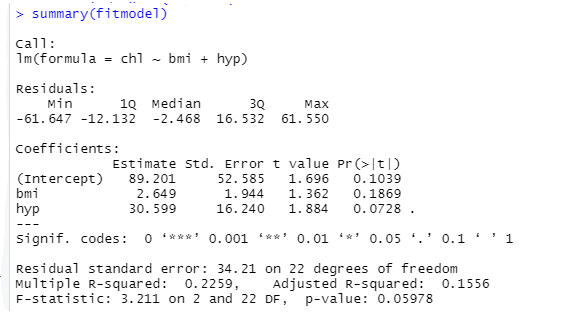 > summary(fitmodel)
Call:
lm(formula = chl ~ bmi + hyp)
Residuals:
Min 1Q Median 3Q Max
-61.647 -12.132 -2.468 16.532 61.550
Coefficients:
Estimate Std. Error t value Pr(>|t|)
(Intercept) 89.201 52.585 1.696 0.1039
bmi 2.649 1.944 1.362 0.1869
hyp 30.599 16.240 1.884 0.0728 .
---
Signif. codes: 0 ‘***’ 0.001 ‘**’ 0.01 ‘*’ 0.05 ‘.’ 0.1 ‘ ’ 1
Residual standard error: 34.21 on 22 degrees of freedom
Multiple R-squared: 0.2259, Adjusted R-squared: 0.1556
F-statistic: 3.211 on 2 and 22 DF, p-value: 0.05978